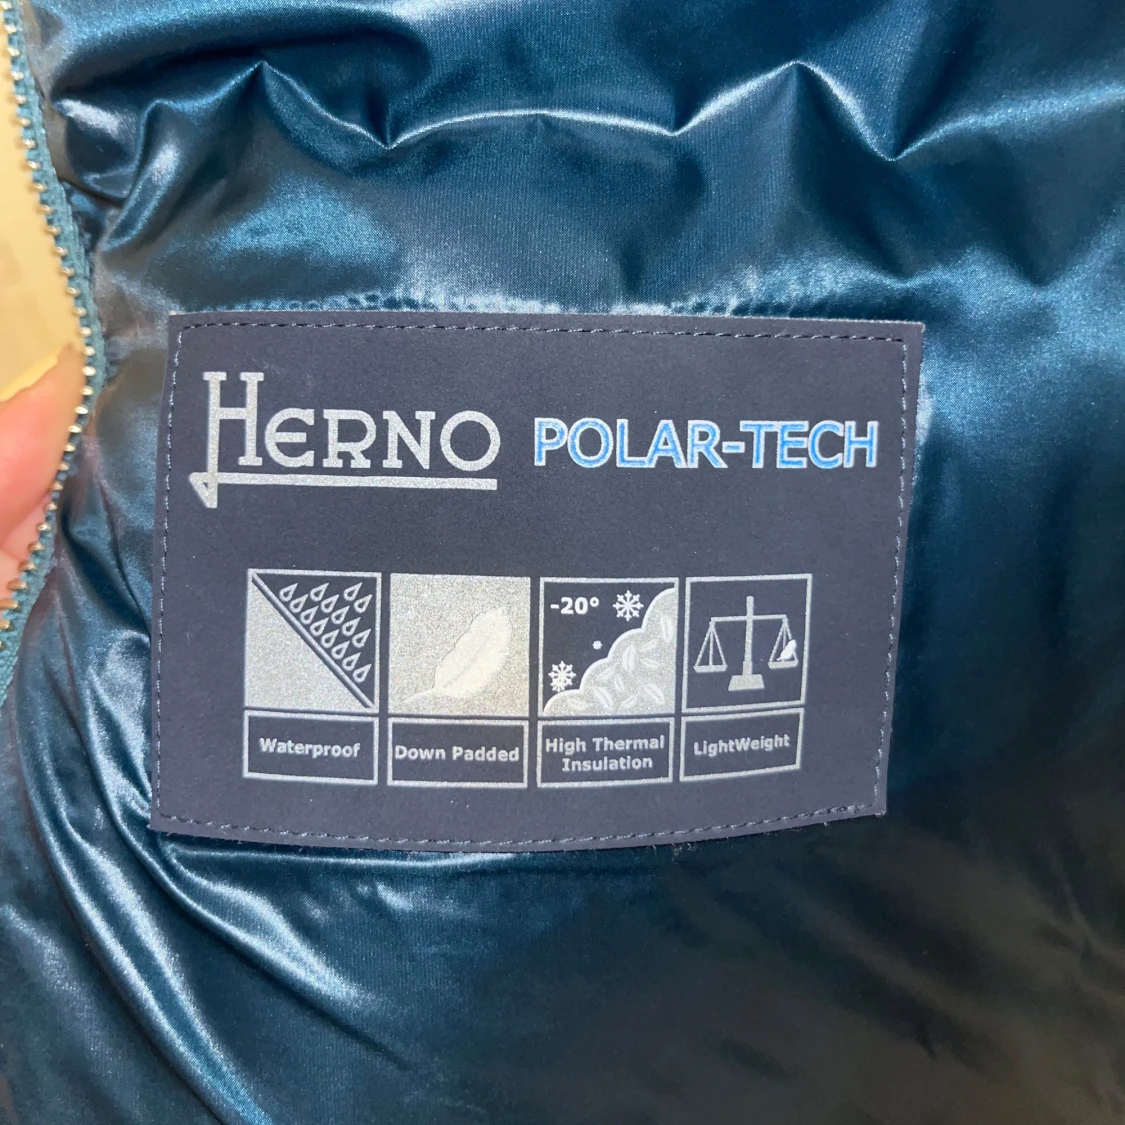 HERNO POLAR-TECH
-20°
Waterproof
Down Padded
High Thermal
Insulation
LightWeight